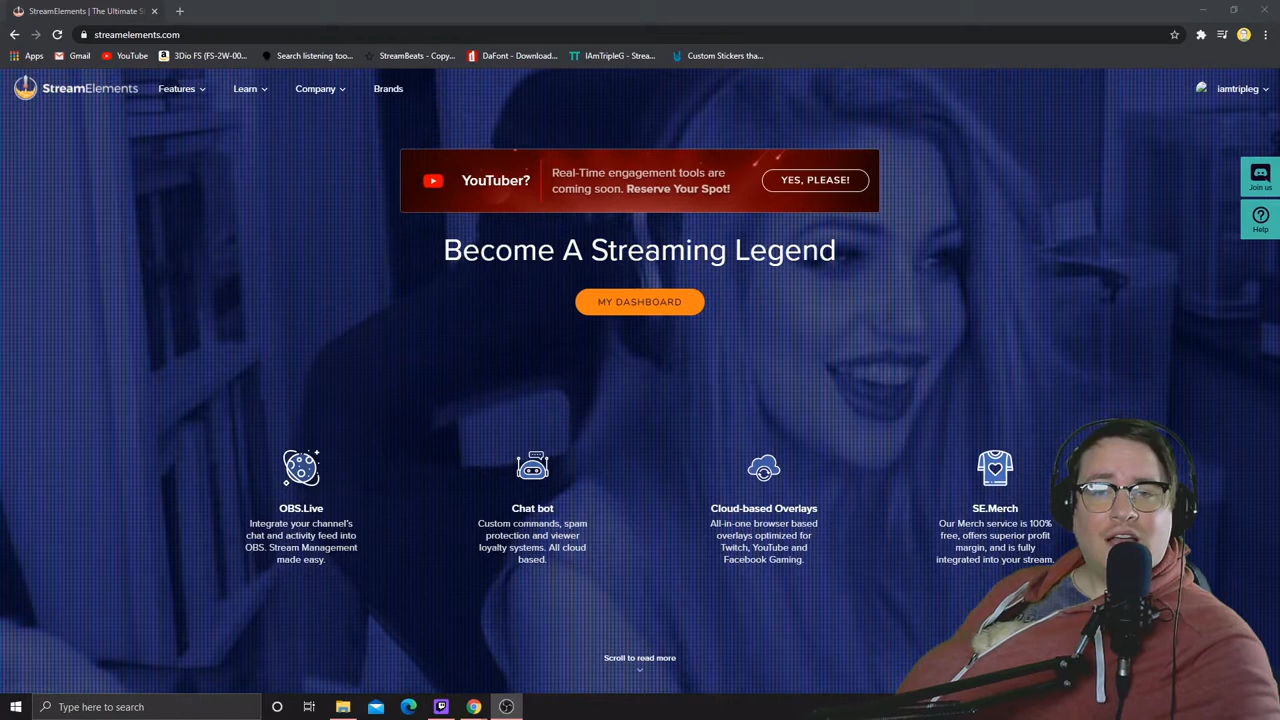 StreamElements | The Ultimate S
streamelements.com
Apps
Gmail
YouTube
3Dio FS (FS-2W-00...
Search listening too...
StreamBeats - Copy...
DaFont - Download...
IAmTripleG - Strea...
Custom Stickers tha...
StreamElements
Features
Learn
Company
Brands
iamtripleg
YouTuber?
Real-Time engagement tools are
coming soon. Reserve Your Spot!
YES, PLEASE!
Join us
Help
Become A Streaming Legend
MY DASHBOARD
OBS.Live
Integrate your channel's
chat and activity feed into
OBS. Stream Management
made easy.
Chat bot
Custom commands, spam
protection and viewer
loyalty systems. All cloud
based.
Cloud-based Overlays
All-in-one browser based
overlays optimized for
Twitch, YouTube and
Facebook Gaming.
SE.Merch
Our Merch service is 100%
free, offers superior profit
margin, and is fully
integrated into your stream.
Scroll to read more
Type here to search